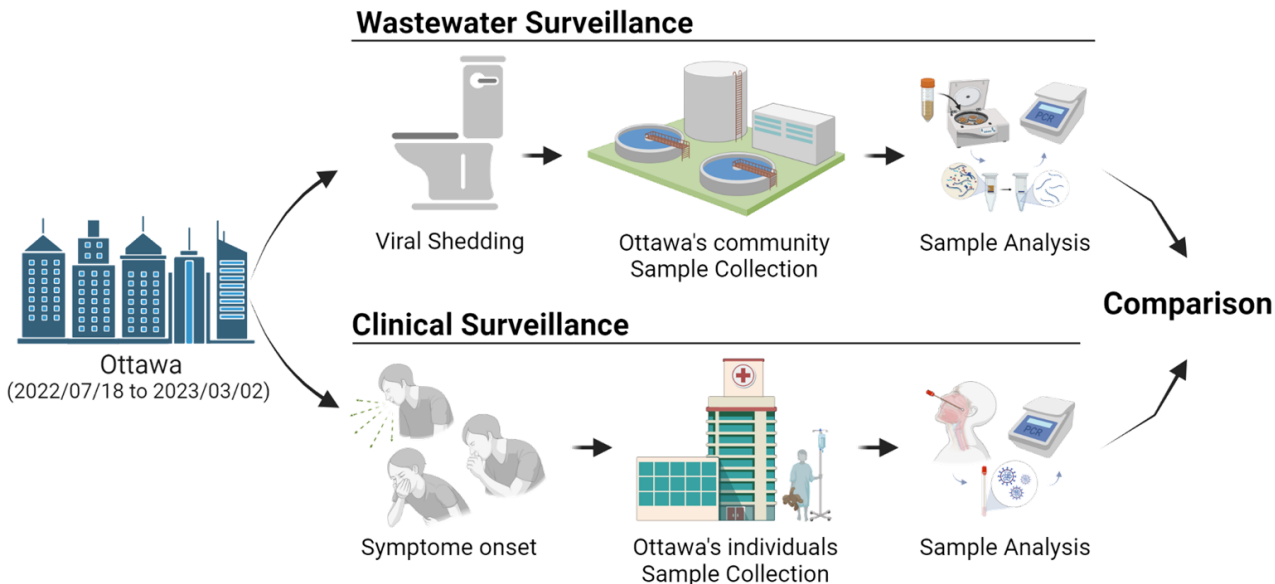 Wastewater Surveillance
PCR
Viral Shedding
Ottawa's community
Sample Collection
Sample Analysis
Ottawa
(2022/07/18 to 2023/03/02)
Comparison
Clinical Surveillance
PCR
Symptome onset
Ottawa's individuals
Sample Collection
Sample Analysis